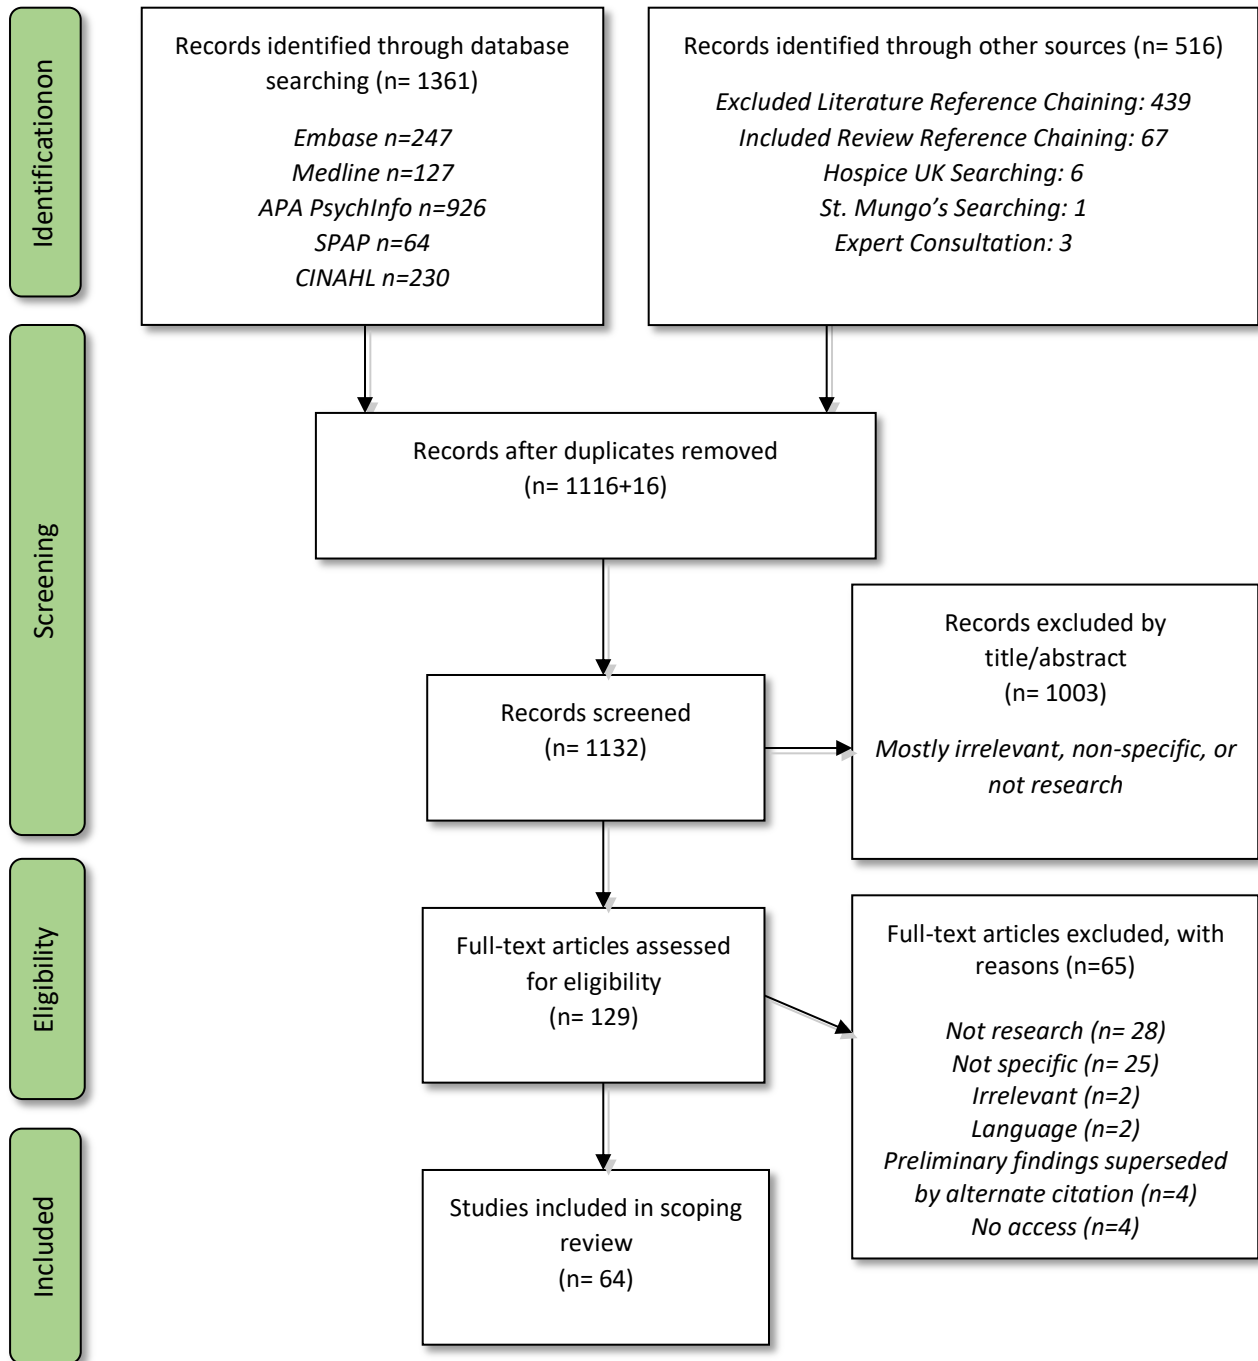 Identificationon
Records identified through database
searching (n= 1361)
Embase n=247
Medline n=127
APA PsychInfo n=926
SPAP n=64
CINAHL n=230
Records identified through other sources (n= 516)
Excluded Literature Reference Chaining: 439
Included Review Reference Chaining: 67
Hospice UK Searching: 6
St. Mungo's Searching: 1
Expert Consultation: 3
Screening
Records after duplicates removed
(n= 1116+16)
Records screened
(n= 1132)
Records excluded by
title/abstract
(n= 1003)
Mostly irrelevant, non-specific, or
not research
Eligibility
Full-text articles assessed
for eligibility
(n= 129)
Full-text articles excluded, with
reasons (n=65)
Not research (n= 28)
Not specific (n= 25)
Irrelevant (n=2)
Language (n=2)
Preliminary findings superseded
by alternate citation (n=4)
No access (n=4)
Included
Studies included in scoping
review
(n= 64)